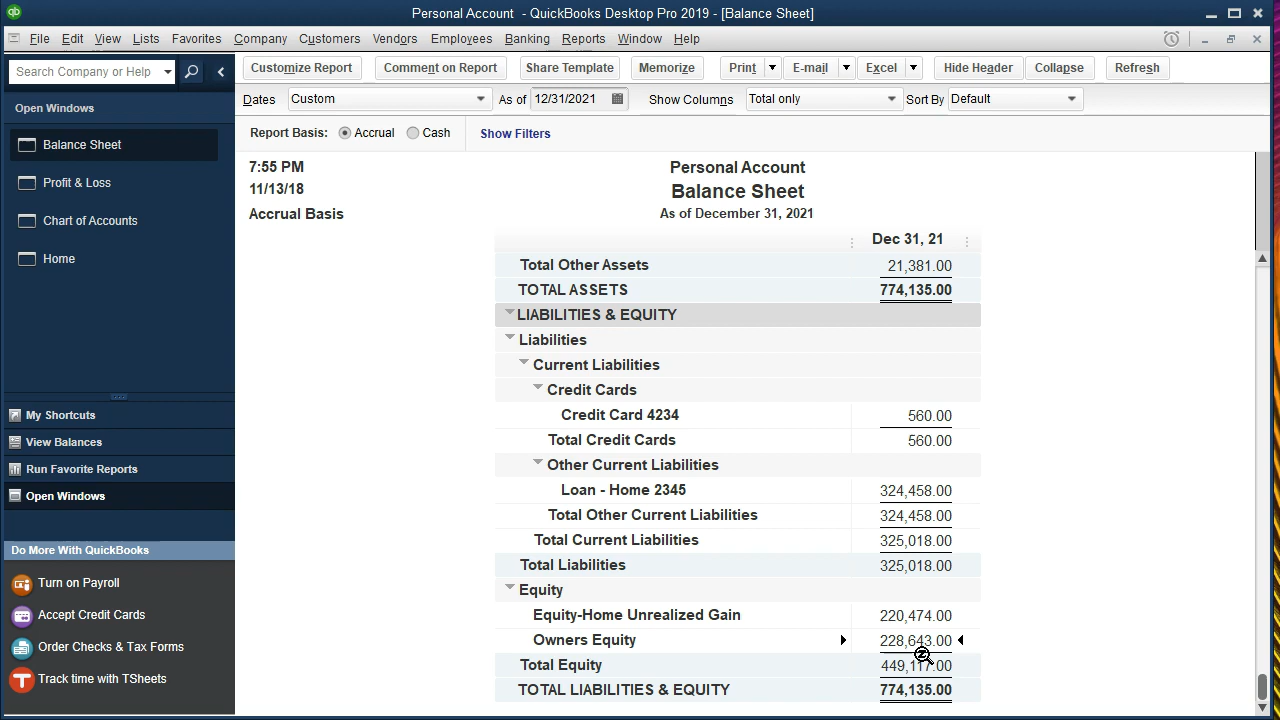 Personal Account - QuickBooks Desktop Pro 2019 - [Balance Sheet]
File Edit View Lists Favorites Company Customers Vendors Employees Banking Reports Window Help
Search Company or Help
Customize Report Comment on Report Share Template Memorize Print E-mail Excel Hide Header Collapse Refresh
Open Windows
Dates Custom As of 12/31/2021 Show Columns Total only Sort By Default
Report Basis: Accrual Cash Show Filters
Balance Sheet
Profit & Loss
Chart of Accounts
Home
My Shortcuts
View Balances
Run Favorite Reports
Open Windows
Do More With QuickBooks
Turn on Payroll
Accept Credit Cards
Order Checks & Tax Forms
Track time with TSheets
7:55 PM
11/13/18
Accrual Basis
Personal Account
Balance Sheet
As of December 31, 2021
Dec 31, 21
Total Other Assets 21,381.00
TOTAL ASSETS 774,135.00
LIABILITIES & EQUITY
Liabilities
Current Liabilities
Credit Cards
Credit Card 4234 560.00
Total Credit Cards 560.00
Other Current Liabilities
Loan - Home 2345 324,458.00
Total Other Current Liabilities 324,458.00
Total Current Liabilities 325,018.00
Total Liabilities 325,018.00
Equity
Equity-Home Unrealized Gain 220,474.00
Owners Equity 228,643.00
Total Equity 449,117.00
TOTAL LIABILITIES & EQUITY 774,135.00